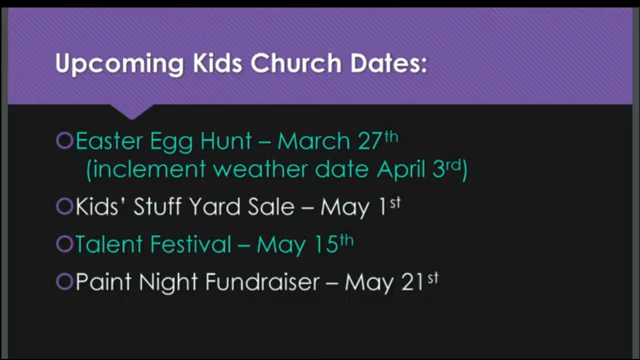 Upcoming Kids Church Dates:
Easter Egg Hunt – March 27th
(inclement weather date April 3rd)
Kids’ Stuff Yard Sale – May 1st
Talent Festival – May 15th
Paint Night Fundraiser – May 21st